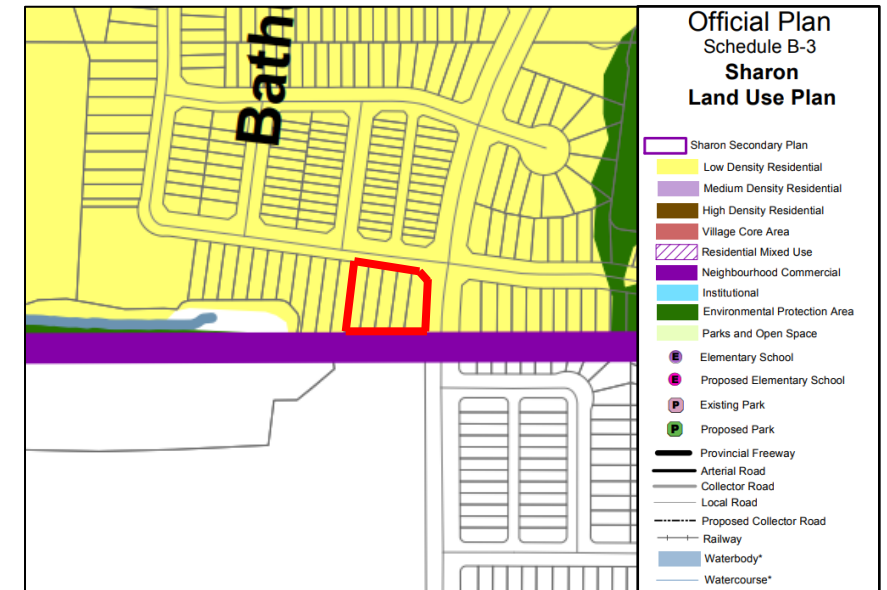 Bath
Official Plan
Schedule B-3
Sharon
Land Use Plan
Sharon Secondary Plan
Low Density Residential
Medium Density Residential
High Density Residential
Village Core Area
Residential Mixed Use
Neighbourhood Commercial
Institutional
Environmental Protection Area
Parks and Open Space
E Elementary School
E Proposed Elementary School
P Existing Park
P Proposed Park
Provincial Freeway
Arterial Road
Collector Road
Local Road
Proposed Collector Road
Railway
Waterbody*
Watercourse*